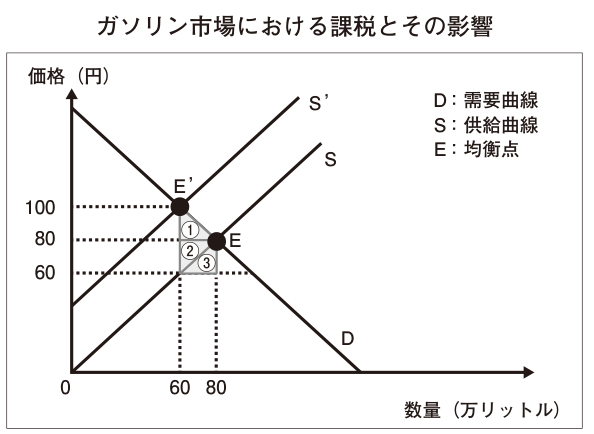 ガソリン市場における課税とその影響
価格（円）
D：需要曲線
S：供給曲線
E：均衡点
S’
S
E’
100
①
80
E
②
③
60
D
0
60 80
数量（万リットル）